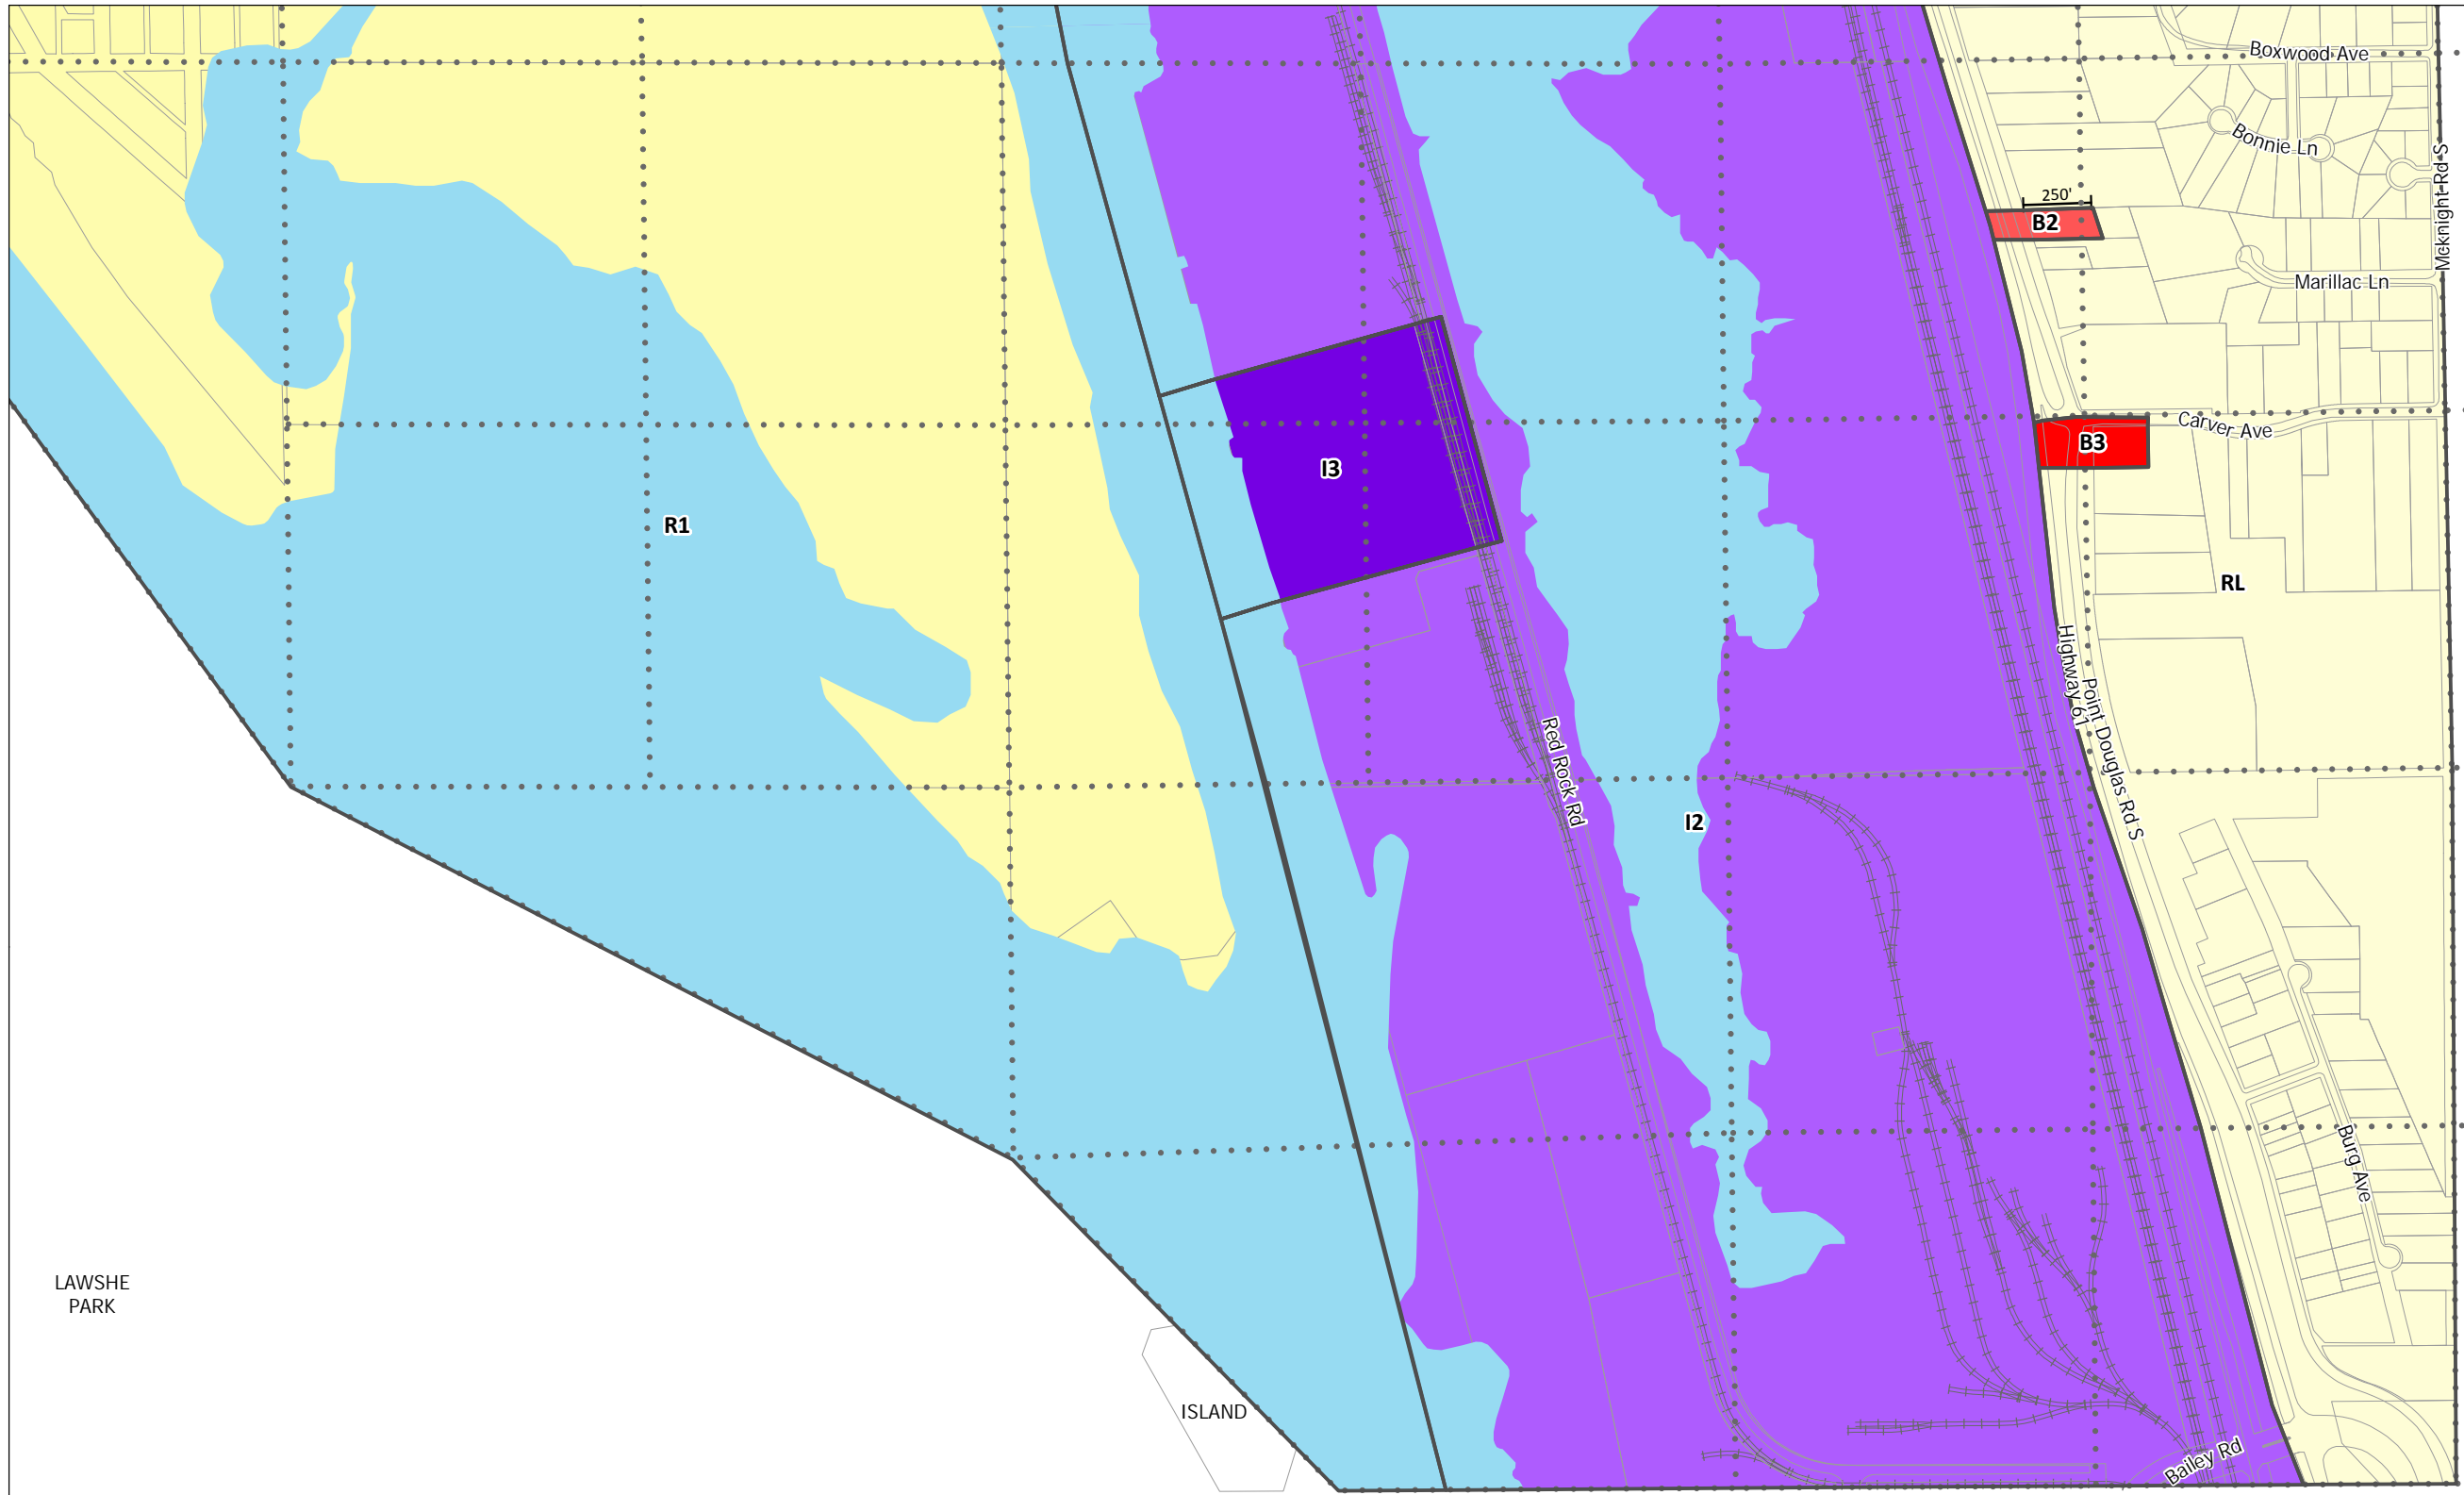 Boxwood Ave
Bonnie Ln
Mcknight Rd S
250'
B2
Marillac Ln
Carver Ave
B3
I3
R1
RL
Highway 61
Point Douglas Rd S
Red Rock Rd
I2
Burg Ave
LAWSHE
PARK
ISLAND
Bailey Rd